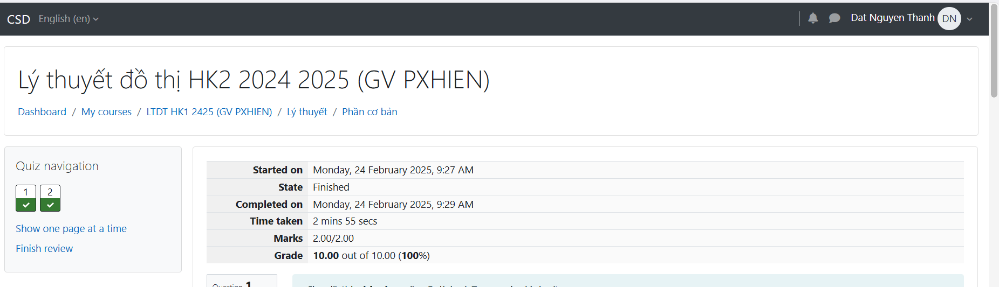 CSD English (en)
Dat Nguyen Thanh DN
Lý thuyết đồ thị HK2 2024 2025 (GV PXHIEN)
Dashboard / My courses / LTDT HK1 2425 (GV PXHIEN) / Lý thuyết / Phần cơ bản
Quiz navigation
1 2
Show one page at a time
Finish review
Started on Monday, 24 February 2025, 9:27 AM
State Finished
Completed on Monday, 24 February 2025, 9:29 AM
Time taken 2 mins 55 secs
Marks 2.00/2.00
Grade 10.00 out of 10.00 (100%)
Question 1